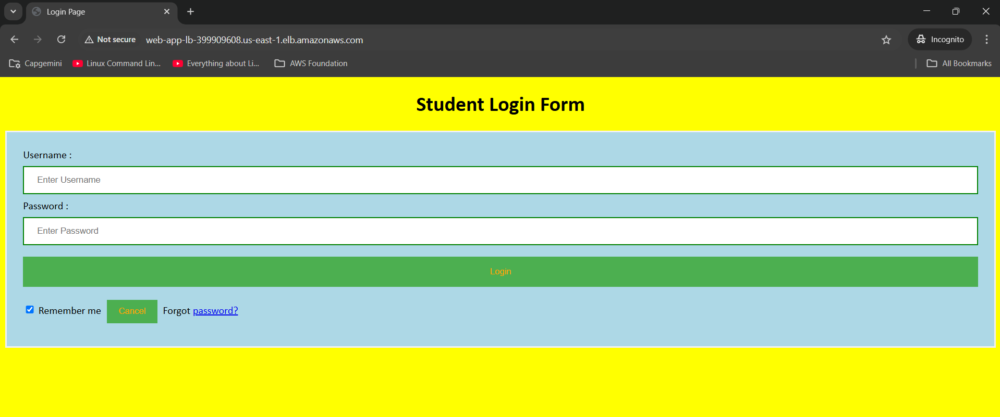 Login Page
Not secure web-app-lb-399909608.us-east-1.elb.amazonaws.com Incognito
Capgemini Linux Command Lin... Everything about Li... AWS Foundation All Bookmarks
Student Login Form
Username :
Enter Username
Password :
Enter Password
Login
Remember me Cancel Forgot password?